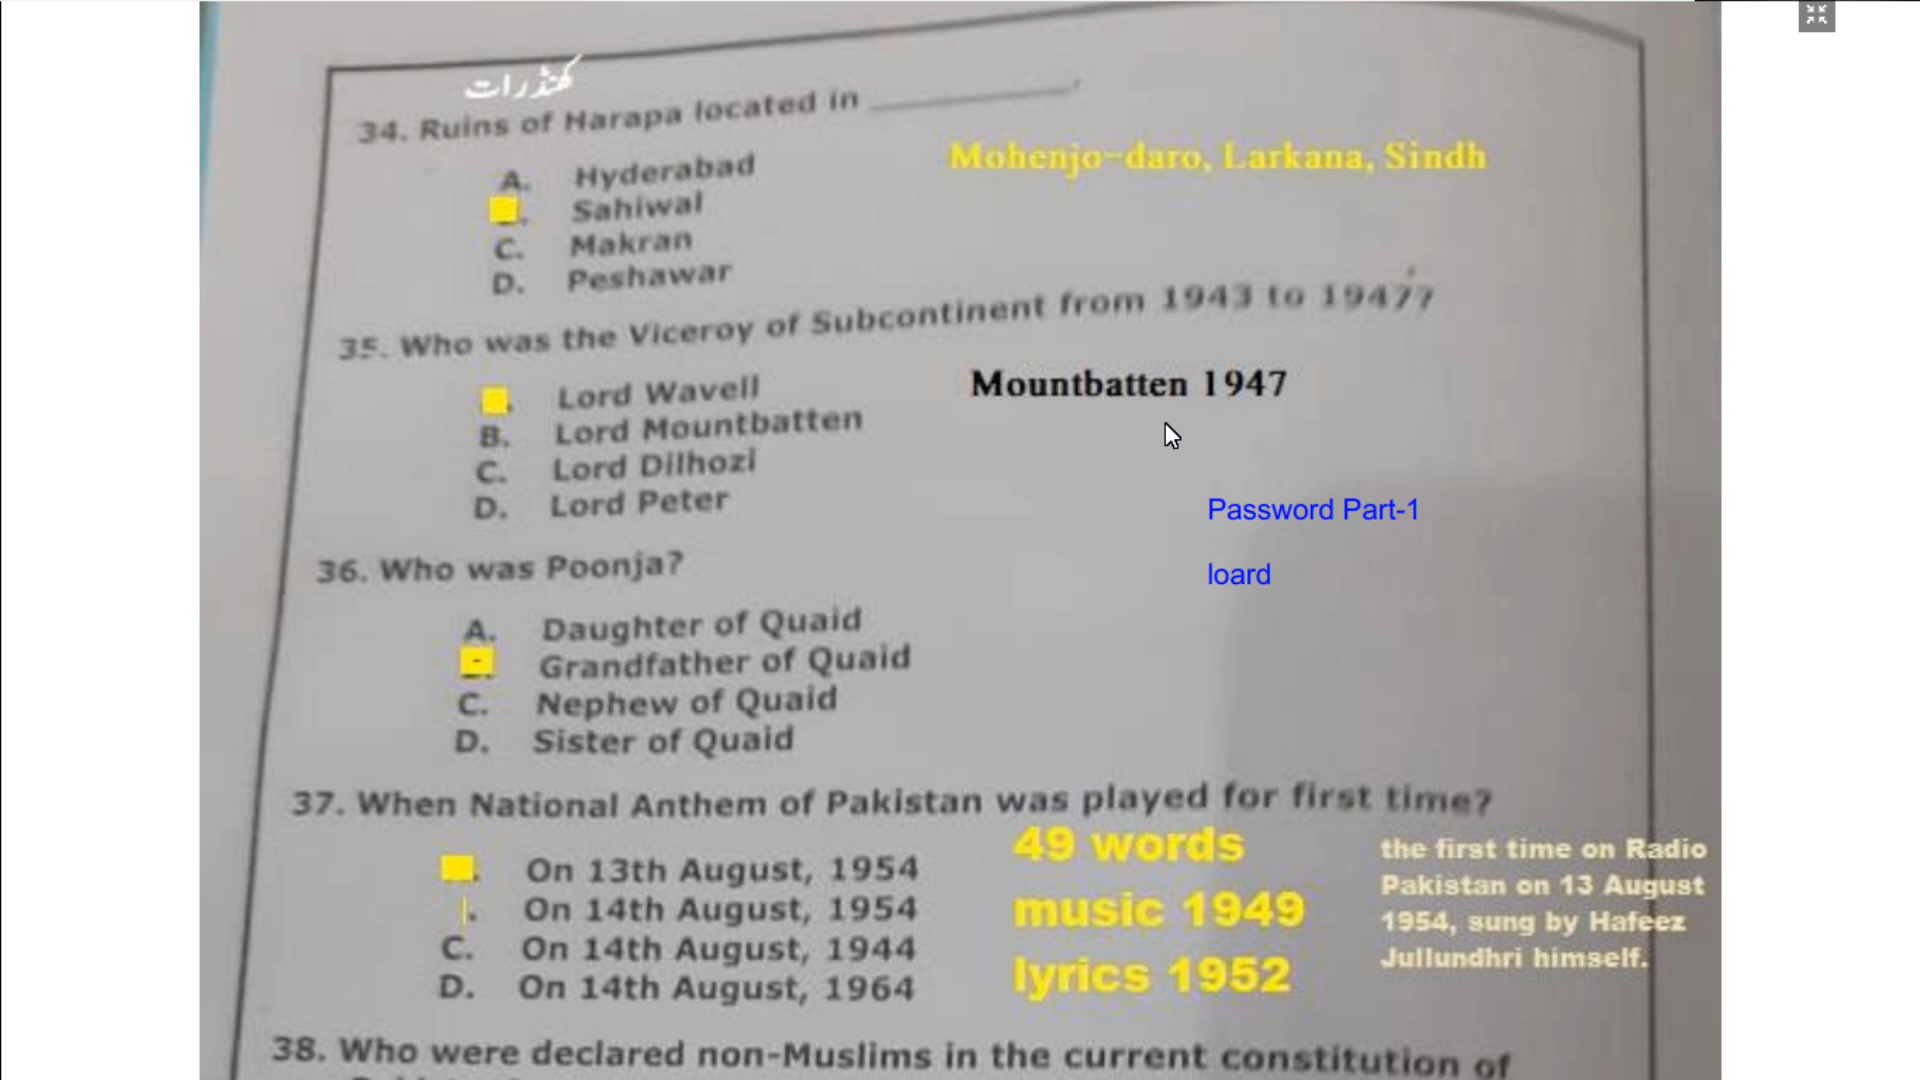 کھنڈرات
34. Ruins of Harapa located in __________.
Mohenjo-daro, Larkana, Sindh
A. Hyderabad
Sahiwal
C. Makran
D. Peshawar
35. Who was the Viceroy of Subcontinent from 1943 to 1947?
Mountbatten 1947
Lord Wavell
B. Lord Mountbatten
C. Lord Dilhozi
D. Lord Peter
Password Part-1
loard
36. Who was Poonja?
A. Daughter of Quaid
Grandfather of Quaid
C. Nephew of Quaid
D. Sister of Quaid
37. When National Anthem of Pakistan was played for first time?
On 13th August, 1954
On 14th August, 1954
C. On 14th August, 1944
D. On 14th August, 1964
49 words
music 1949
lyrics 1952
the first time on Radio
Pakistan on 13 August
1954, sung by Hafeez
Jullundhri himself.
38. Who were declared non-Muslims in the current constitution of